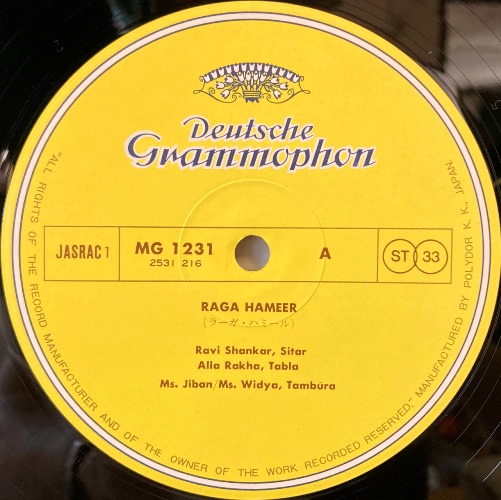 Deutsche
Grammophon
JASRAC 1
MG 1231
2531 216
A
ST 33
RAGA HAMEER
(ラーガ・ハミール)
Ravi Shankar, Sitar
Alla Rakha, Tabla
Ms. Jiban/Ms. Widya, Tambūra
"ALL RIGHTS OF THE RECORD MANUFACTURER AND OF THE OWNER OF THE WORK RECORDED RESERVED." MANUFACTURED BY POLYDOR K. K., JAPAN.